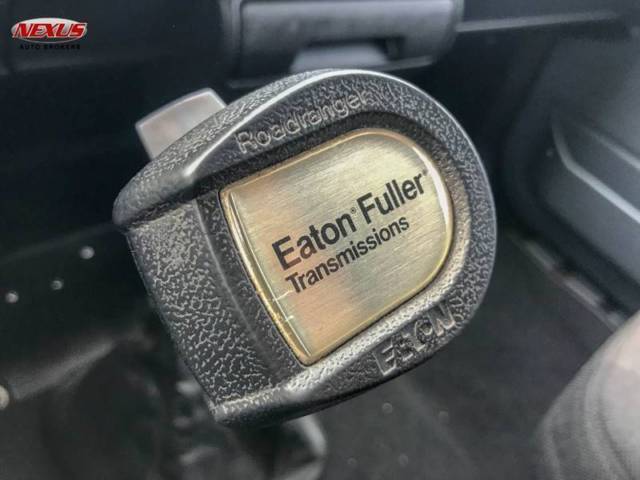 NEXUS
AUTO BROKERS
Roadranger
Eaton® Fuller®
Transmissions
EATON